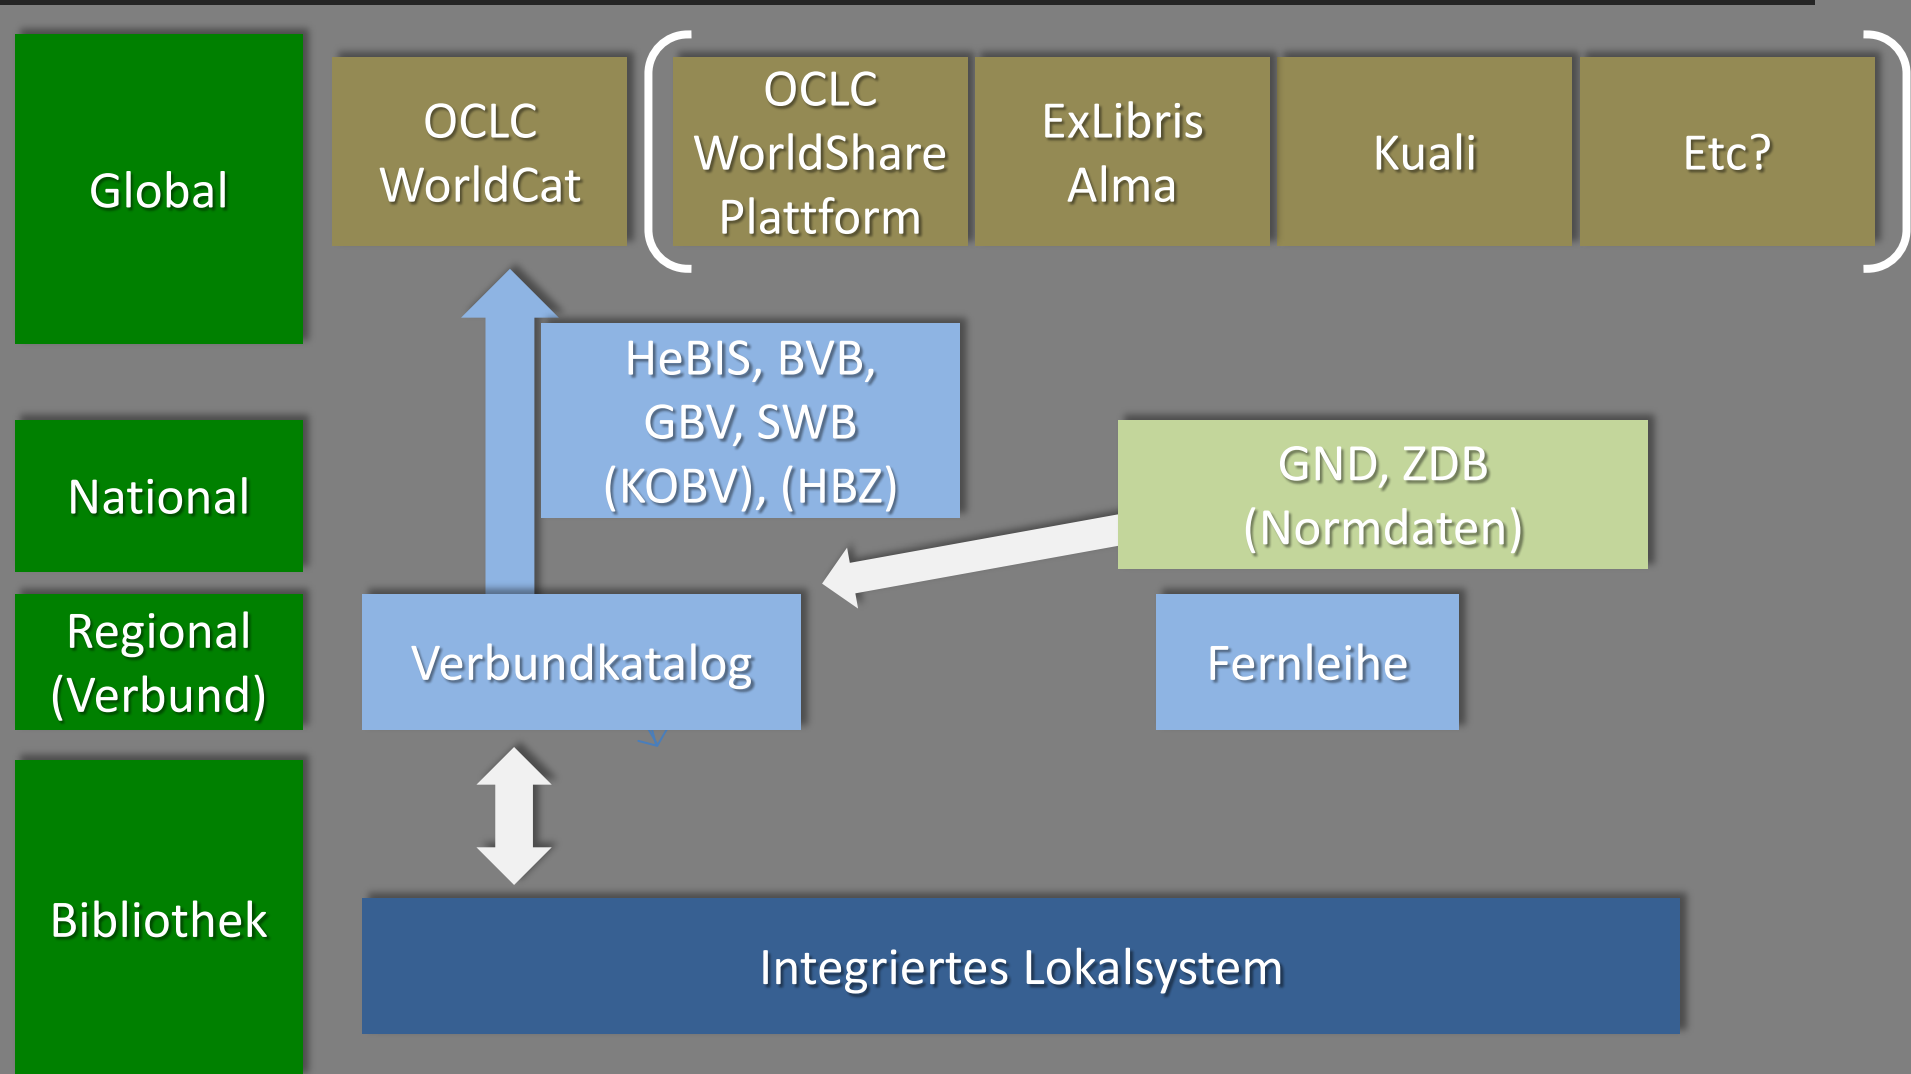 Global
OCLC
WorldCat
OCLC
WorldShare
Plattform
ExLibris
Alma
Kuali
Etc?
HeBIS, BVB,
GBV, SWB
(KOBV), (HBZ)
National
GND, ZDB
(Normdaten)
Regional
(Verbund)
Verbundkatalog
Fernleihe
Bibliothek
Integriertes Lokalsystem